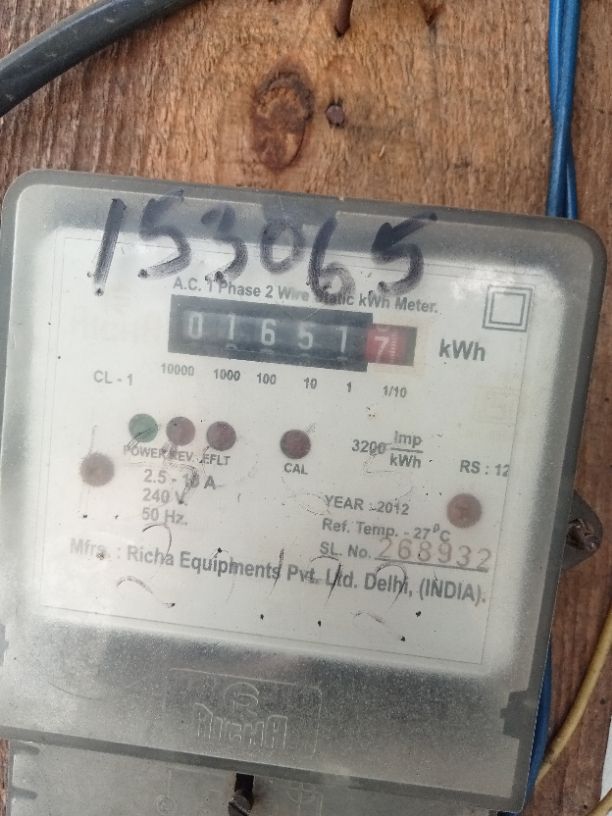 153065
A.C. 1 Phase 2 Wire Static kWh Meter.
0 1 6 5 1 7 kWh
CL - 1 10000 1000 100 10 1 1/10
POWER REV. EFLT CAL 3200 Imp/kWh RS : 12
2.5 - 10 A
240 V.
50 Hz.
YEAR -2012
Ref. Temp. - 27°C
SL. No. 268932
Mfrs. : Richa Equipments Pvt. Ltd. Delhi, (INDIA).
RICHA